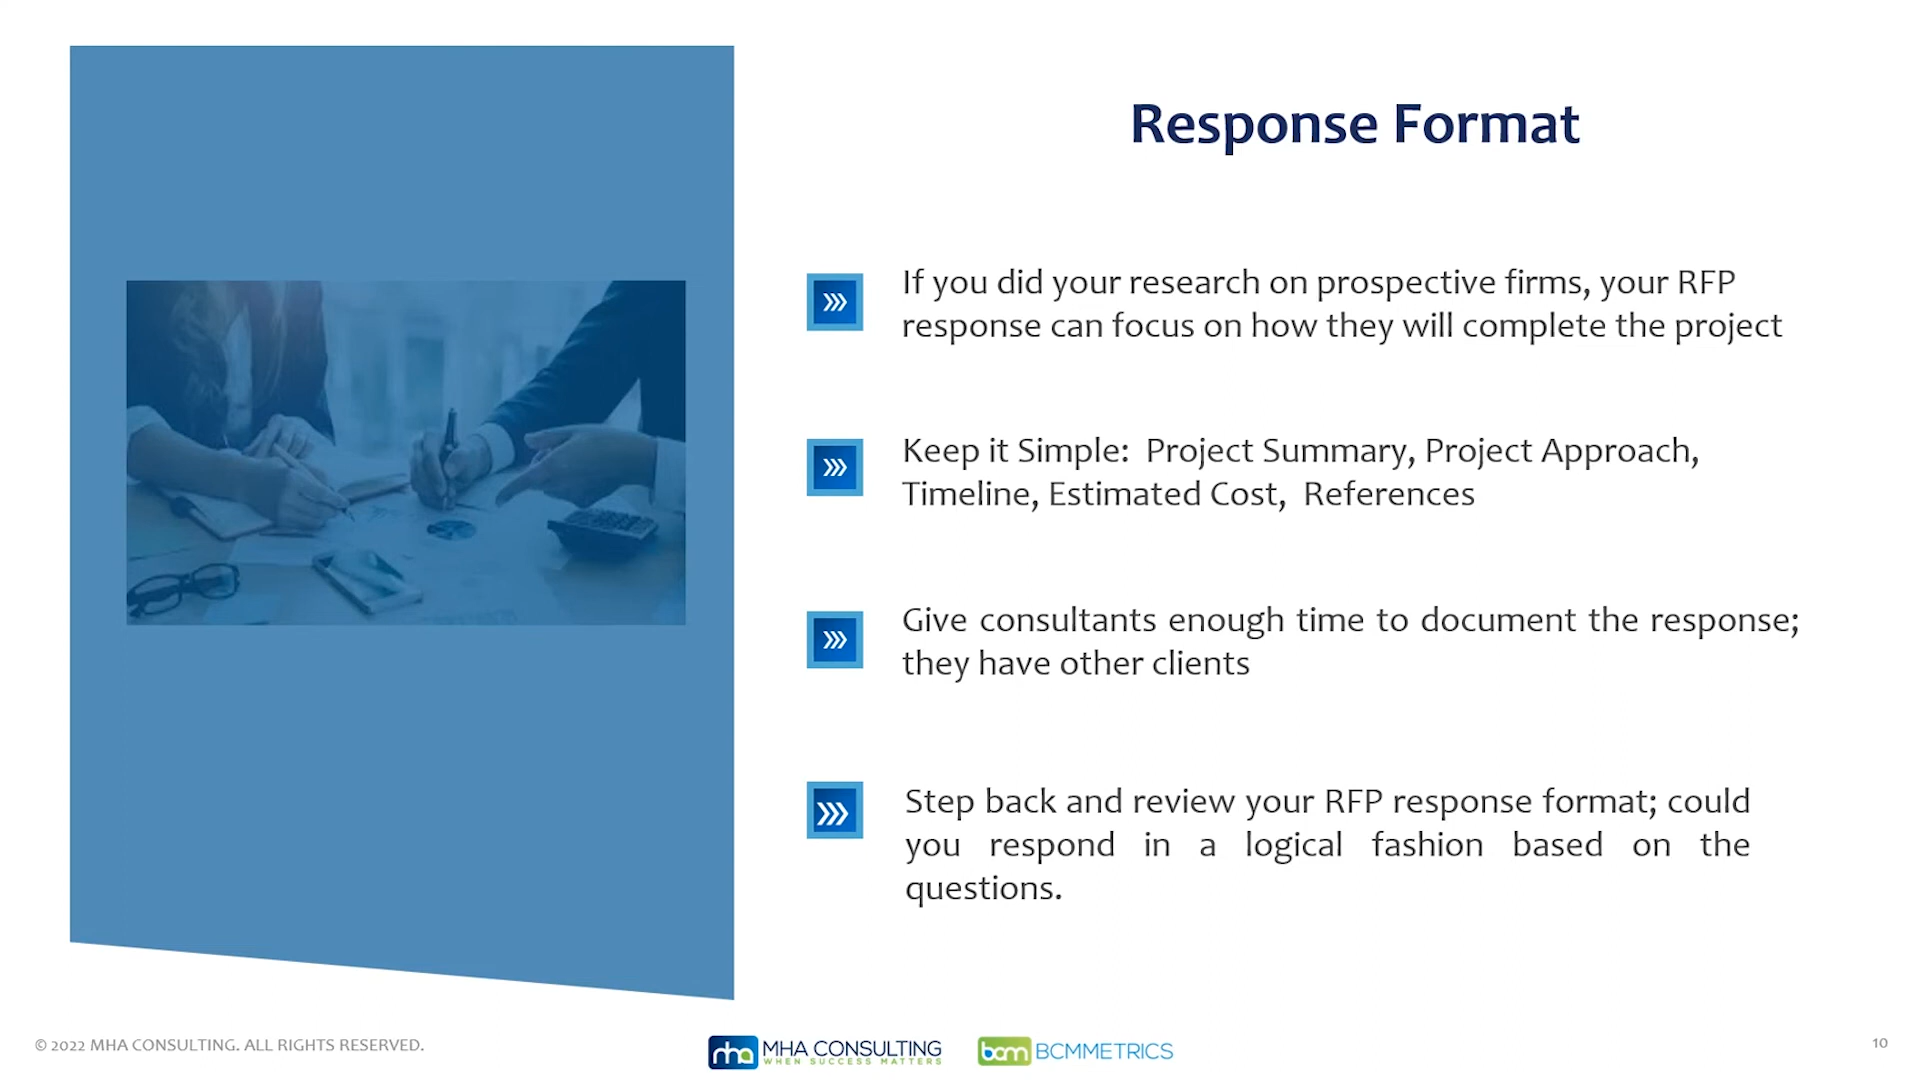 Response Format
If you did your research on prospective firms, your RFP
response can focus on how they will complete the project
Keep it Simple:  Project Summary, Project Approach,
Timeline, Estimated Cost,  References
Give consultants enough time to document the response;
they have other clients
Step back and review your RFP response format; could
you respond in a logical fashion based on the
questions.
© 2022 MHA CONSULTING. ALL RIGHTS RESERVED.
mha MHA CONSULTING
WHEN SUCCESS MATTERS
bcm BCMMETRICS
10